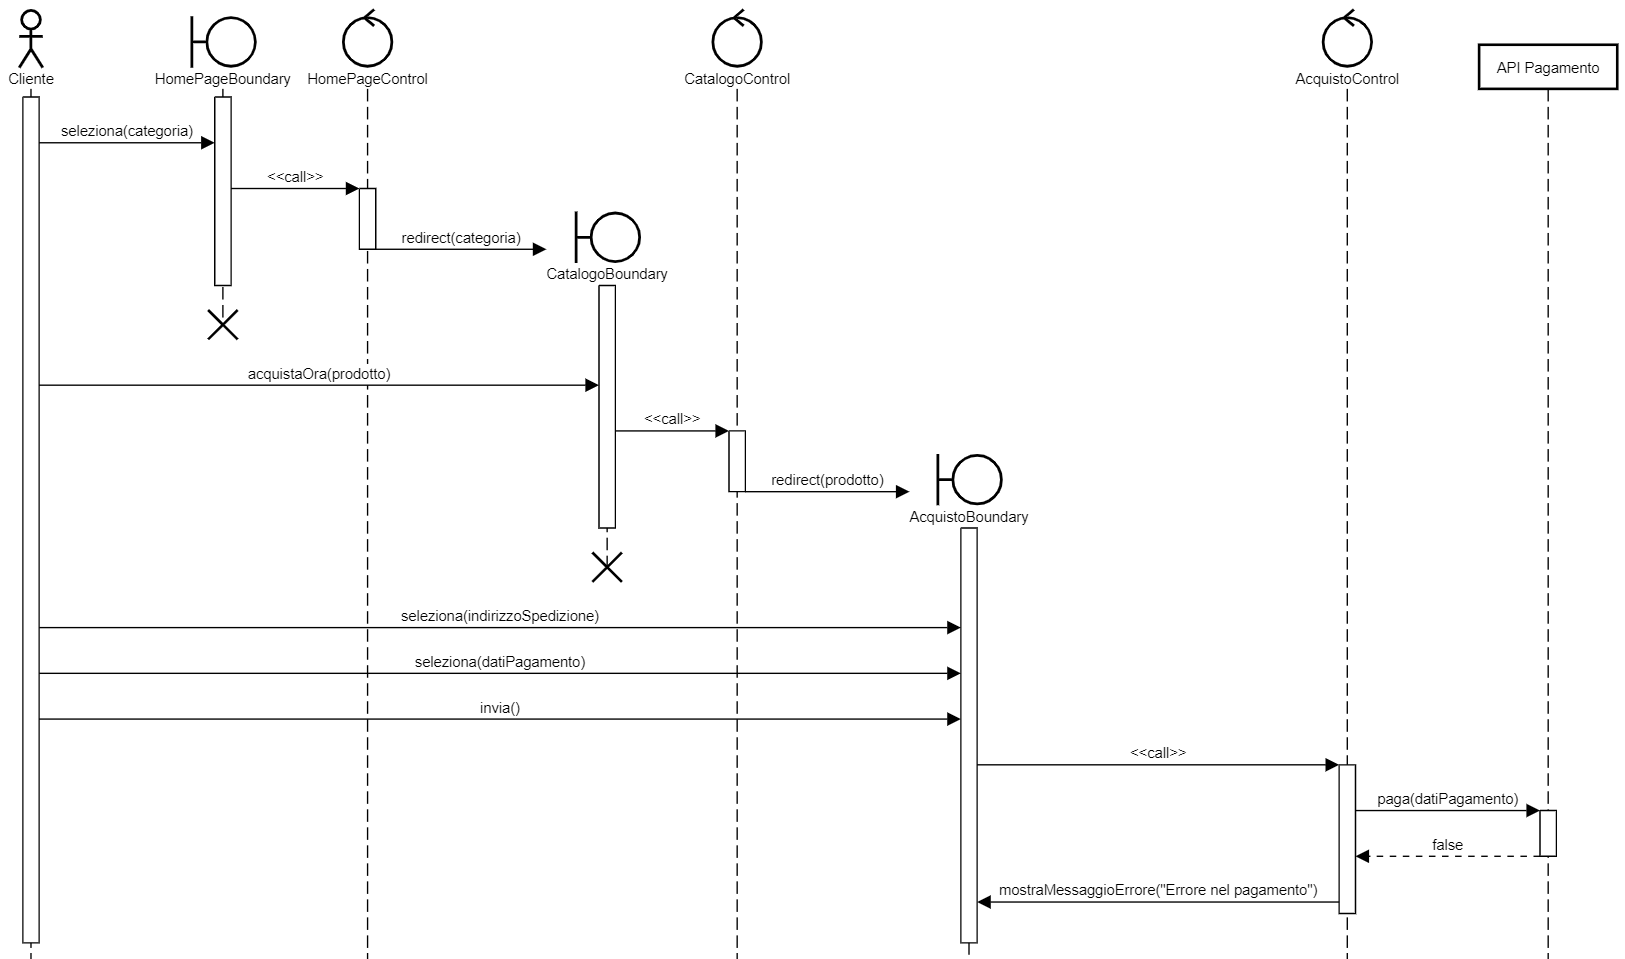 Cliente
HomePageBoundary
HomePageControl
CatalogoControl
AcquistoControl
API Pagamento
seleziona(categoria)
<<call>>
redirect(categoria)
CatalogoBoundary
acquistaOra(prodotto)
<<call>>
redirect(prodotto)
AcquistoBoundary
seleziona(indirizzoSpedizione)
seleziona(datiPagamento)
invia()
<<call>>
paga(datiPagamento)
false
mostraMessaggioErrore("Errore nel pagamento")